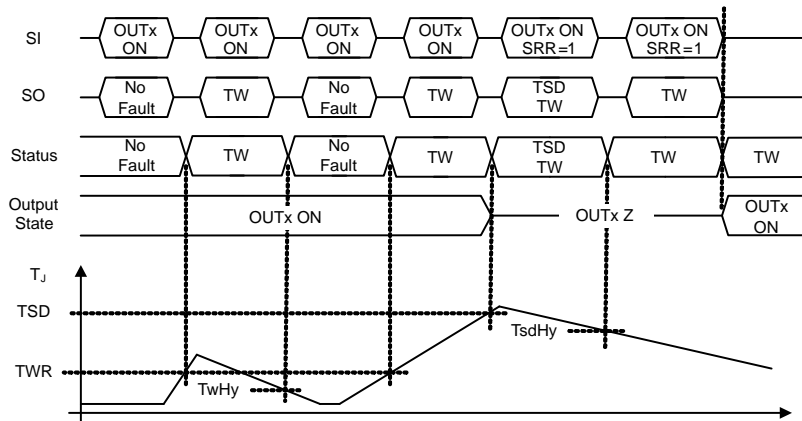 SI
OUTx
ON
OUTx
ON
OUTx
ON
OUTx
ON
OUTx ON
SRR=1
OUTx ON
SRR=1
SO
No
Fault
TW
No
Fault
TW
TSD
TW
TW
Status
No
Fault
TW
No
Fault
TW
TSD
TW
TW
TW
Output
State
OUTx ON
OUTx Z
OUTx
ON
TJ
TSD
TsdHy
TWR
TwHy